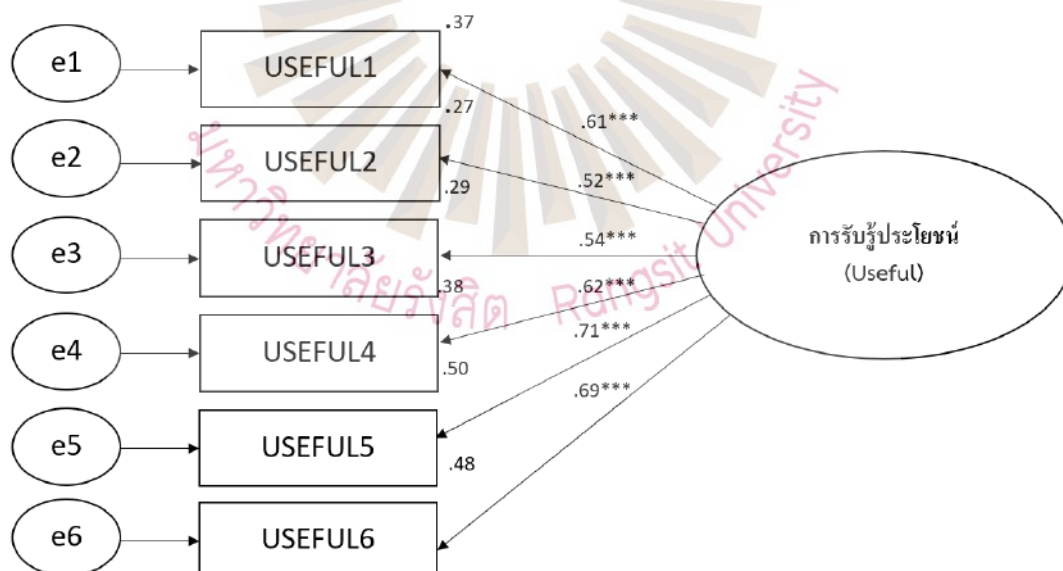 .37
e1
USEFUL1
.27
.61***
e2
USEFUL2
.29
.52***
e3
USEFUL3
.38
.54***
e4
USEFUL4
.50
.62***
e5
USEFUL5
.48
.71***
e6
USEFUL6
.69***
การรับรู้ประโยชน์
(Useful)
มหาวิทยาลัยรังสิต Rangsit University